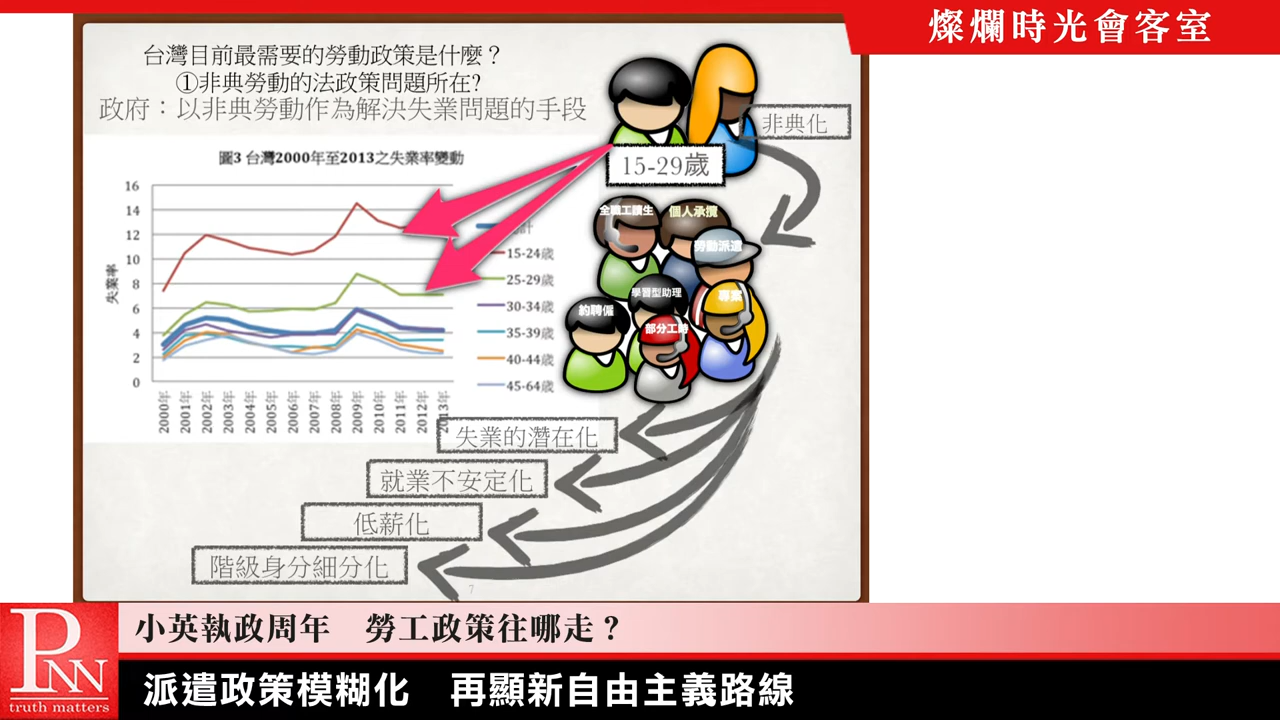 燦爛時光會客室
台灣目前最需要的勞動政策是什麼？
①非典勞動的法政策問題所在?
政府：以非典勞動作為解決失業問題的手段
非典化
15-29歲
圖3 台灣2000年至2013之失業率變動
16
14
12
10
8
6
4
2
0
失業率
2000年
2001年
2002年
2003年
2004年
2005年
2006年
2007年
2008年
2009年
2010年
2011年
2012年
2013年
15-24歲
25-29歲
30-34歲
35-39歲
40-44歲
45-64歲
全職工讀生
個人承攬
勞動派遣
學習型助理
專案
約聘僱
部分工時
失業的潛在化
就業不安定化
低薪化
階級身分細分化
7
小英執政周年 勞工政策往哪走？
PNN
truth matters
派遣政策模糊化 再顯新自由主義路線